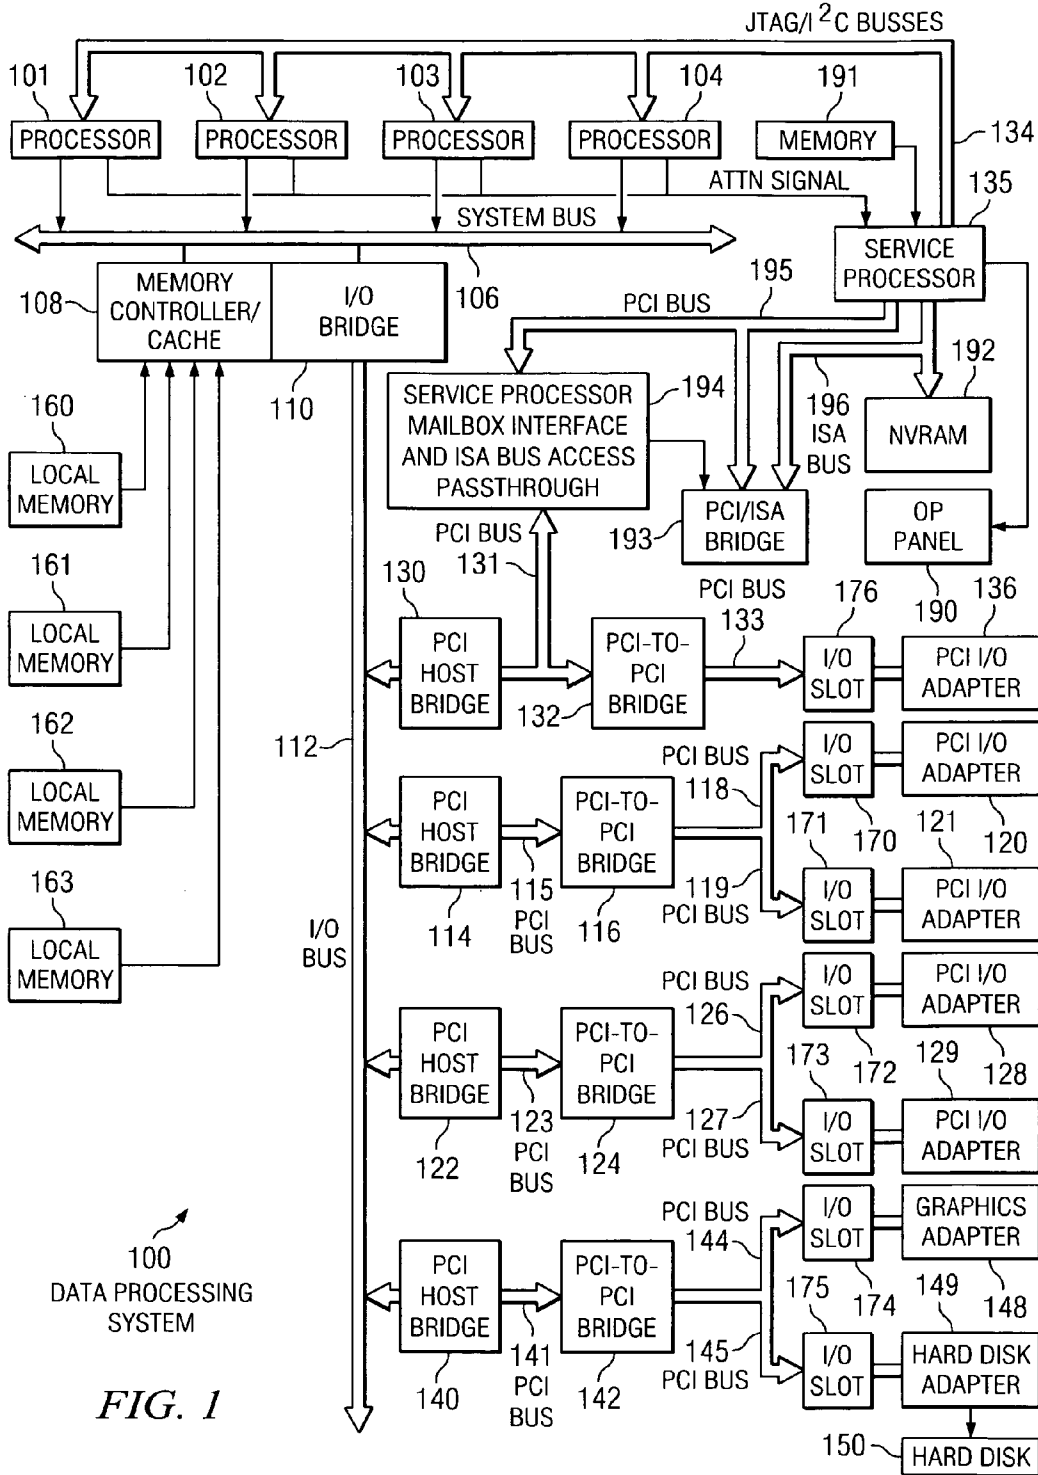 JTAG/I²C BUSSES
101
102
103
104
191
PROCESSOR
PROCESSOR
PROCESSOR
PROCESSOR
MEMORY
134
ATTN SIGNAL
135
SYSTEM BUS
SERVICE
PROCESSOR
108
MEMORY
CONTROLLER/
CACHE
I/O
BRIDGE
106
110
195
PCI BUS
SERVICE PROCESSOR
MAILBOX INTERFACE
AND ISA BUS ACCESS
PASSTHROUGH
194
196
ISA
BUS
192
NVRAM
160
LOCAL
MEMORY
PCI BUS
131
193
PCI/ISA
BRIDGE
OP
PANEL
190
161
LOCAL
MEMORY
130
PCI
HOST
BRIDGE
PCI-TO-
PCI
BRIDGE
132
PCI BUS
133
176
I/O
SLOT
136
PCI I/O
ADAPTER
162
LOCAL
MEMORY
112
PCI BUS
118
I/O
SLOT
170
PCI I/O
ADAPTER
120
PCI
HOST
BRIDGE
114
115
PCI
BUS
PCI-TO-
PCI
BRIDGE
116
119
PCI BUS
171
I/O
SLOT
121
PCI I/O
ADAPTER
163
LOCAL
MEMORY
I/O
BUS
PCI BUS
126
I/O
SLOT
172
PCI I/O
ADAPTER
128
PCI
HOST
BRIDGE
122
123
PCI
BUS
PCI-TO-
PCI
BRIDGE
124
127
PCI BUS
173
I/O
SLOT
129
PCI I/O
ADAPTER
PCI BUS
144
I/O
SLOT
174
GRAPHICS
ADAPTER
148
100
DATA PROCESSING
SYSTEM
PCI
HOST
BRIDGE
140
141
PCI
BUS
PCI-TO-
PCI
BRIDGE
142
145
PCI BUS
175
I/O
SLOT
149
HARD DISK
ADAPTER
150
HARD DISK
FIG. 1